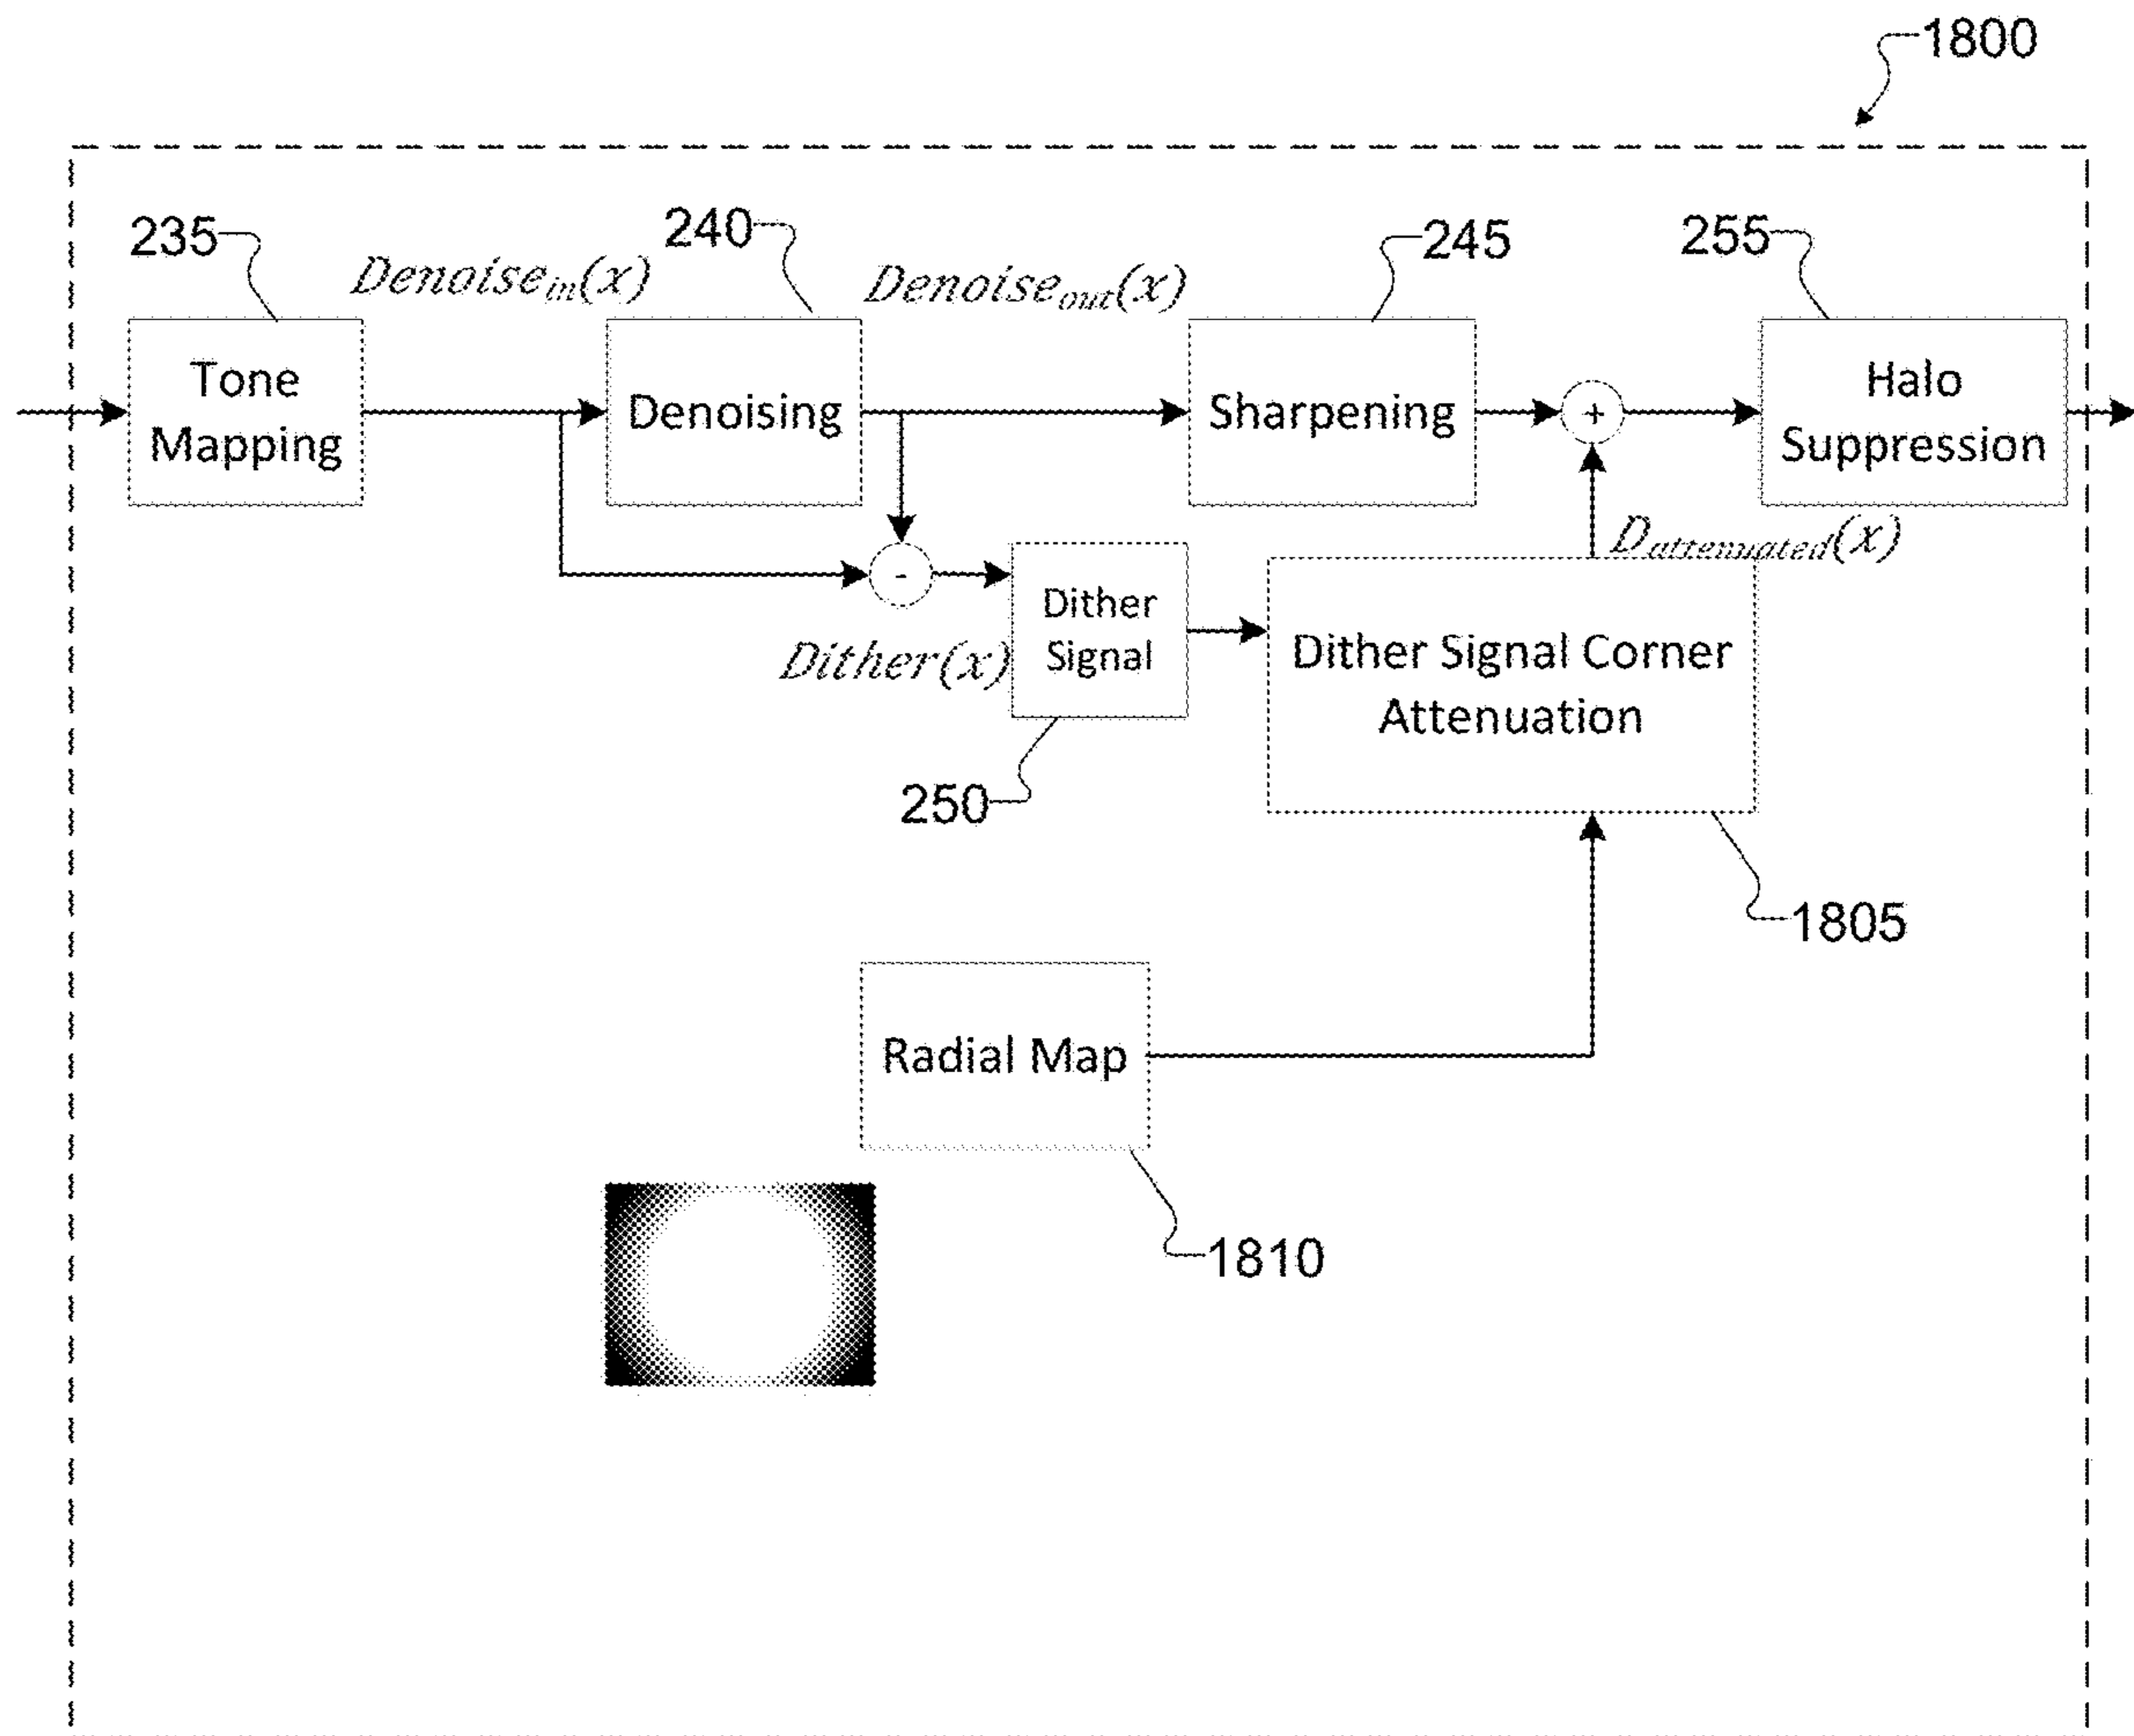 1800
235
240
245
255
Denoise_in(x)
Denoise_out(x)
Tone
Mapping
Denoising
Sharpening
+
Halo
Suppression
D_attenuated(x)
-
Dither
Signal
Dither(x)
Dither Signal Corner
Attenuation
250
1805
Radial Map
1810